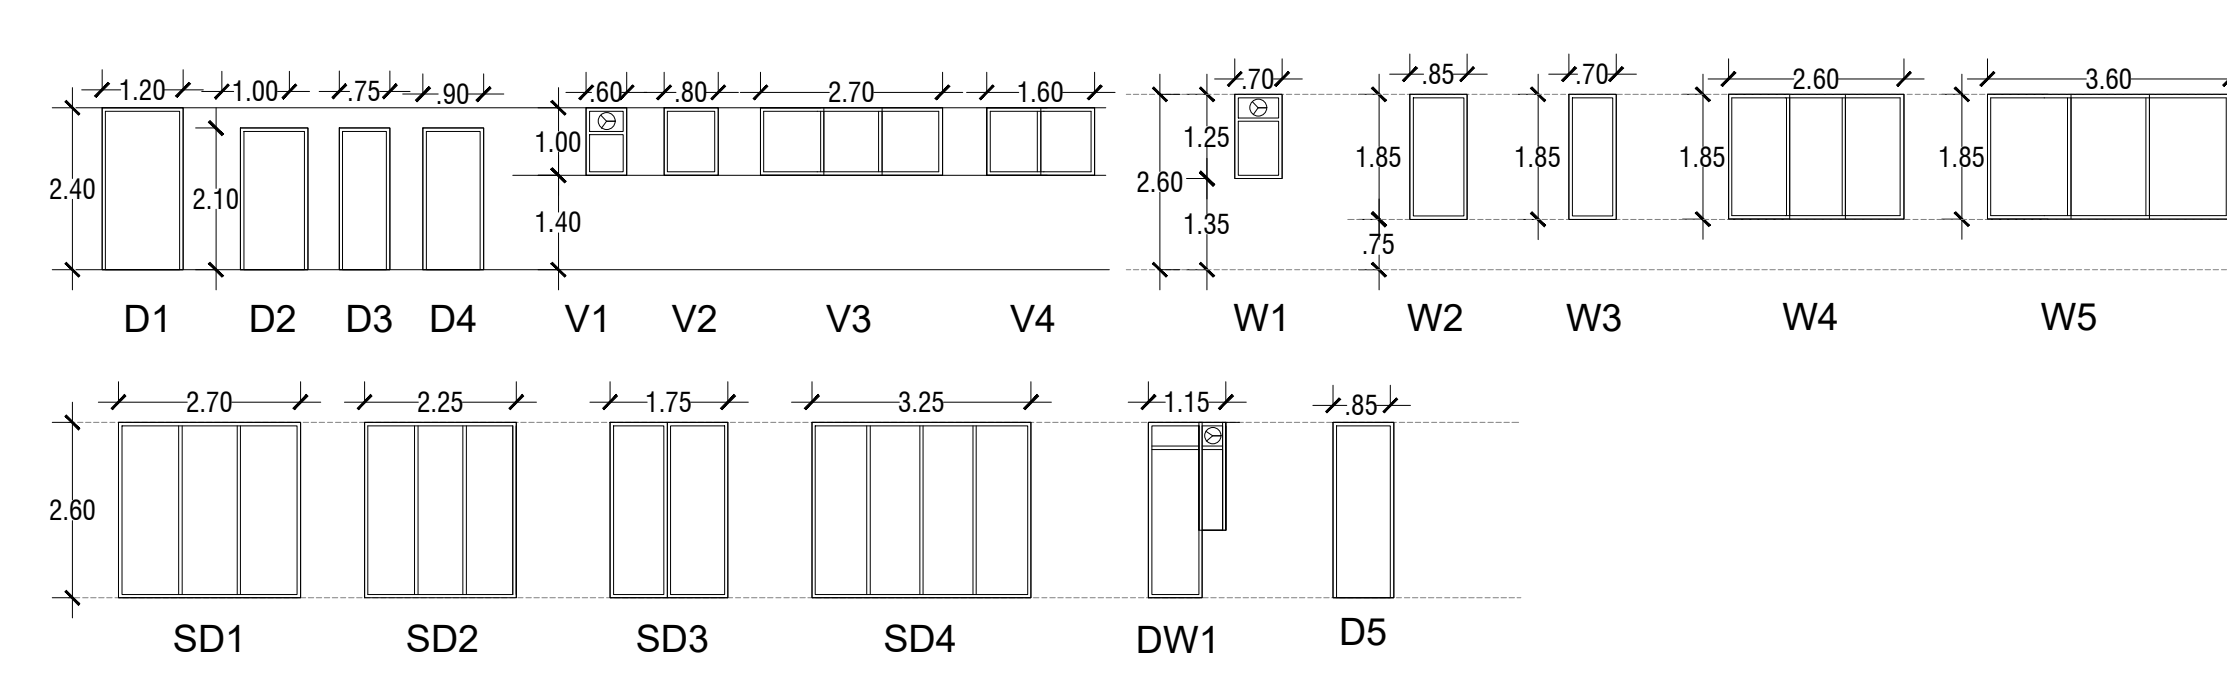 1.20 1.00 .75 .90 .60 .80 2.70 1.60 .70 .85 .70 2.60 3.60
2.40 2.10 1.00 1.40 2.60 1.25 1.35 1.85 .75 1.85 1.85 1.85
D1 D2 D3 D4 V1 V2 V3 V4 W1 W2 W3 W4 W5
2.70 2.25 1.75 3.25 1.15 .85
2.60
SD1 SD2 SD3 SD4 DW1 D5